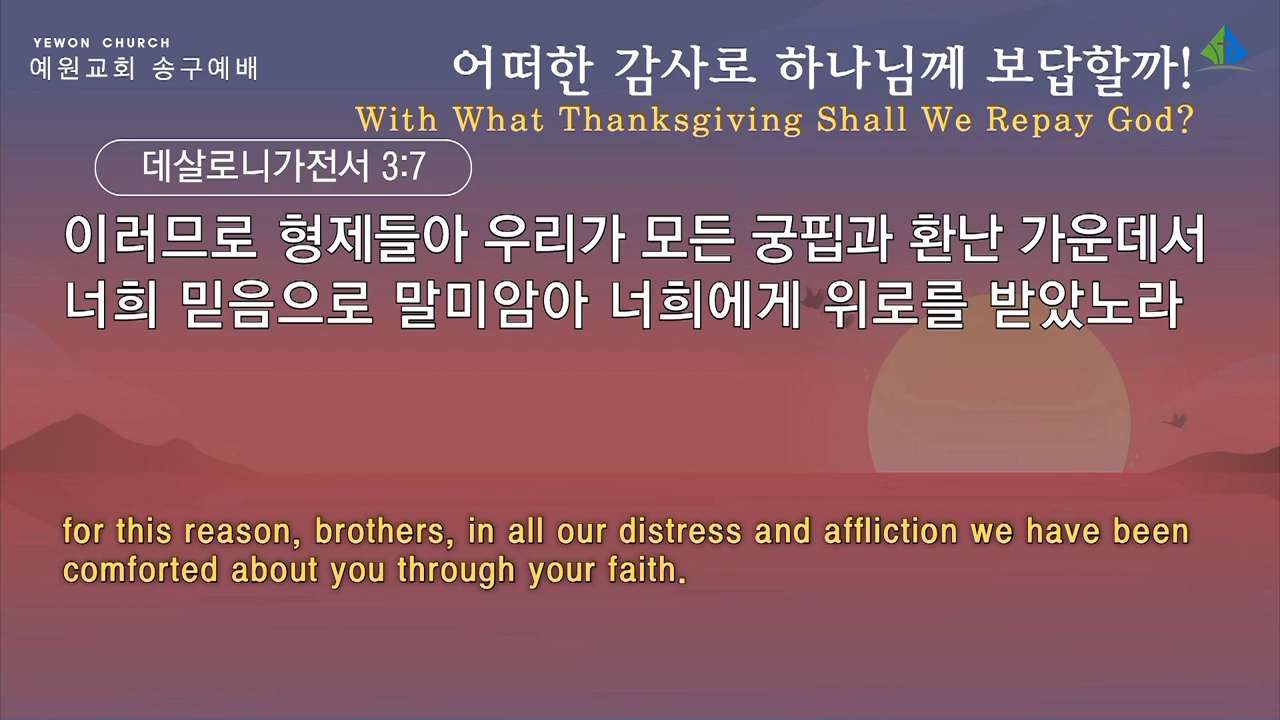 YEWON CHURCH
예원교회 송구예배
어떠한 감사로 하나님께 보답할까!
With What Thanksgiving Shall We Repay God?
데살로니가전서 3:7
이러므로 형제들아 우리가 모든 궁핍과 환난 가운데서
너희 믿음으로 말미암아 너희에게 위로를 받았노라
for this reason, brothers, in all our distress and affliction we have been
comforted about you through your faith.